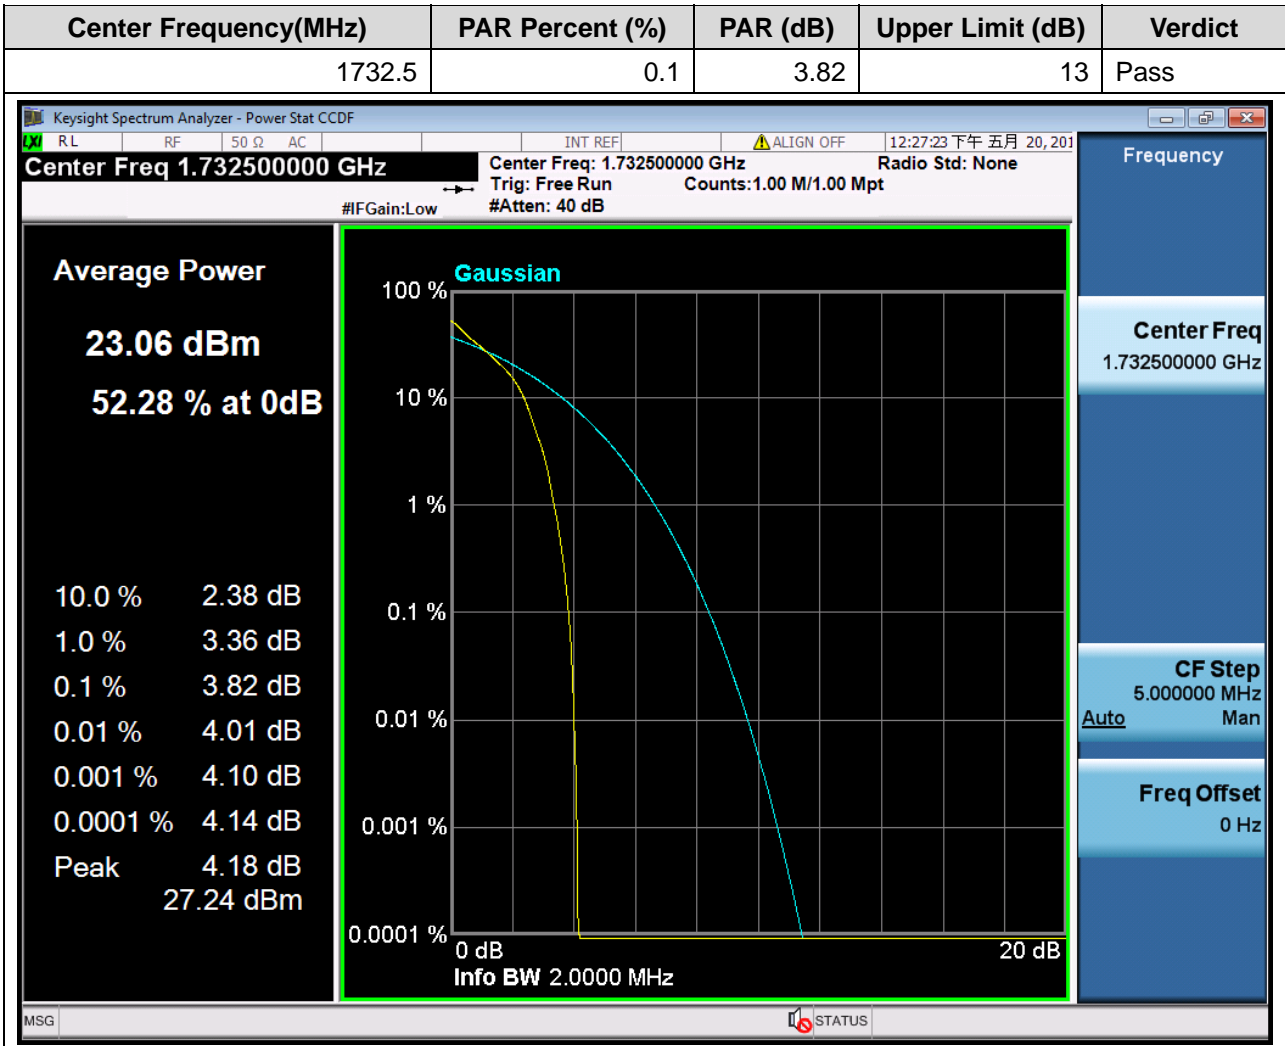 Center Frequency(MHz) PAR Percent (%) PAR (dB) Upper Limit (dB) Verdict
1732.5 0.1 3.82 13 Pass
Keysight Spectrum Analyzer - Power Stat CCDF
LXI RL RF 50 Ω AC INT REF ALIGN OFF 12:27:23 下午 五月 20, 201
Center Freq 1.732500000 GHz
Center Freq: 1.732500000 GHz Radio Std: None
Trig: Free Run Counts:1.00 M/1.00 Mpt
#IFGain:Low #Atten: 40 dB
Average Power
23.06 dBm
52.28 % at 0dB
10.0 % 2.38 dB
1.0 % 3.36 dB
0.1 % 3.82 dB
0.01 % 4.01 dB
0.001 % 4.10 dB
0.0001 % 4.14 dB
Peak 4.18 dB
27.24 dBm
Gaussian
100 %
10 %
1 %
0.1 %
0.01 %
0.001 %
0.0001 %
0 dB 20 dB
Info BW 2.0000 MHz
Frequency
Center Freq
1.732500000 GHz
CF Step
5.000000 MHz
Auto Man
Freq Offset
0 Hz
MSG STATUS